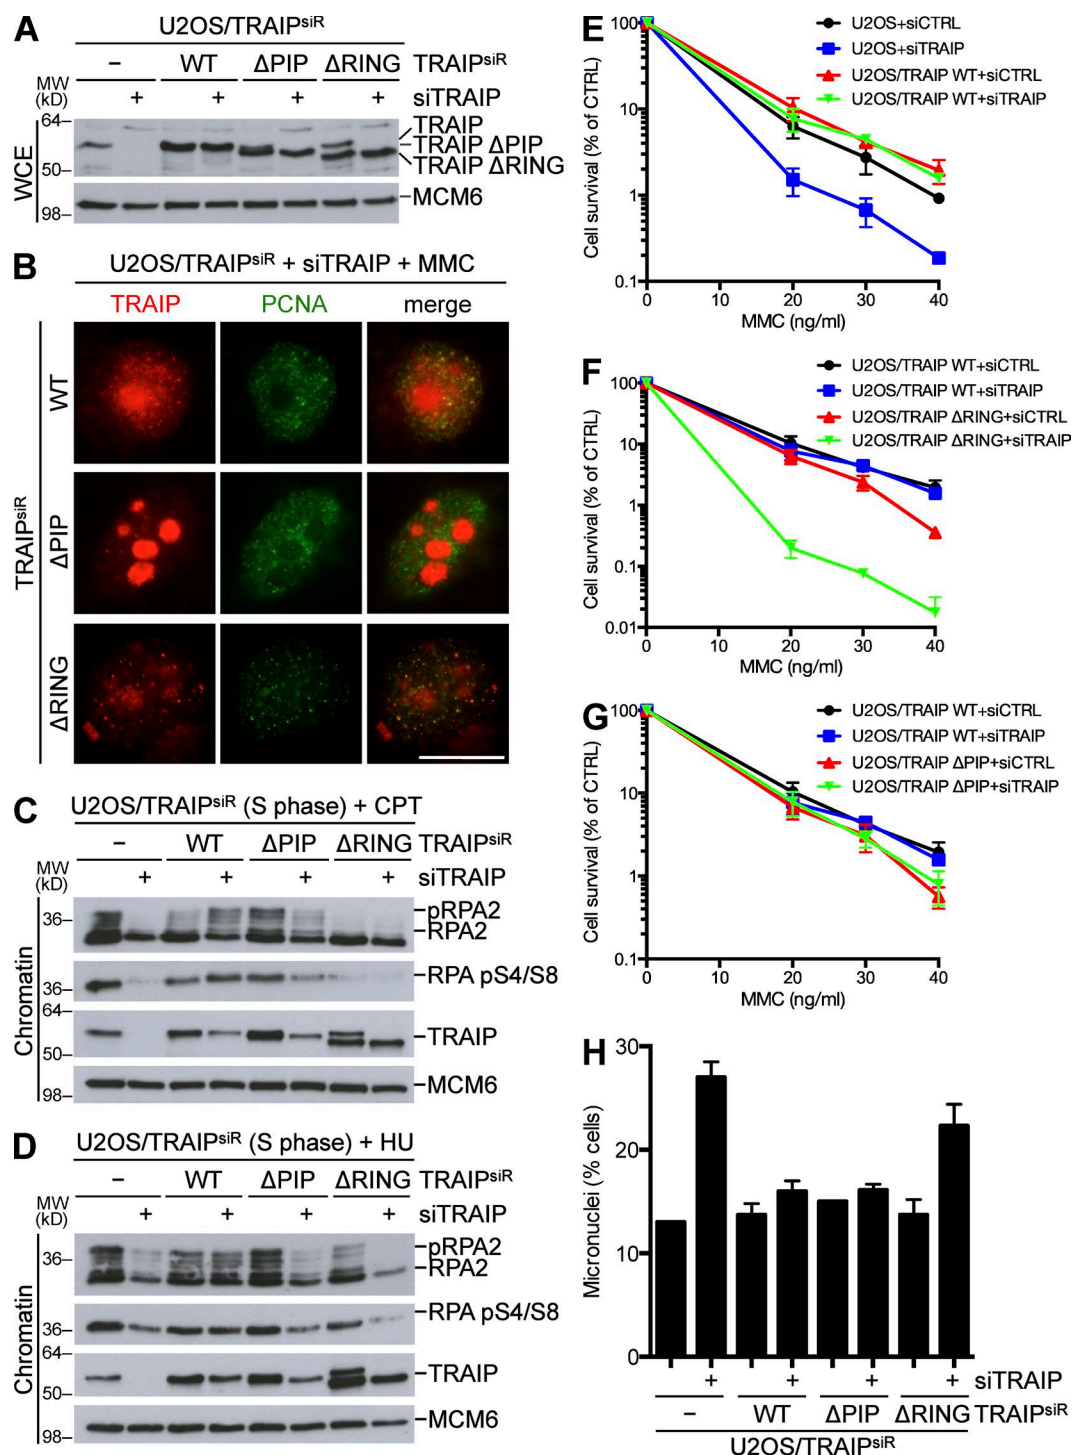 A
U2OS/TRAIPsiR
MW
(kD)
– WT ΔPIP ΔRING TRAIPsiR
+ + + + siTRAIP
64–
50–
98–
WCE
TRAIP
TRAIP ΔPIP
TRAIP ΔRING
MCM6
B
U2OS/TRAIPsiR + siTRAIP + MMC
TRAIP PCNA merge
TRAIPsiR
WT
ΔPIP
ΔRING
C
U2OS/TRAIPsiR (S phase) + CPT
MW
(kD)
– WT ΔPIP ΔRING TRAIPsiR
+ + + + siTRAIP
Chromatin
36–
–pRPA2
–RPA2
36–
–RPA pS4/S8
64–
50–
–TRAIP
98–
–MCM6
D
U2OS/TRAIPsiR (S phase) + HU
MW
(kD)
– WT ΔPIP ΔRING TRAIPsiR
+ + + + siTRAIP
Chromatin
36–
–pRPA2
–RPA2
36–
–RPA pS4/S8
64–
50–
–TRAIP
98–
–MCM6
E
Cell survival (% of CTRL)
100
10
1
0.1
0 10 20 30 40
MMC (ng/ml)
U2OS+siCTRL
U2OS+siTRAIP
U2OS/TRAIP WT+siCTRL
U2OS/TRAIP WT+siTRAIP
F
Cell survival (% of CTRL)
100
10
1
0.1
0.01
0 10 20 30 40
MMC (ng/ml)
U2OS/TRAIP WT+siCTRL
U2OS/TRAIP WT+siTRAIP
U2OS/TRAIP ΔRING+siCTRL
U2OS/TRAIP ΔRING+siTRAIP
G
Cell survival (% of CTRL)
100
10
1
0.1
0 10 20 30 40
MMC (ng/ml)
U2OS/TRAIP WT+siCTRL
U2OS/TRAIP WT+siTRAIP
U2OS/TRAIP ΔPIP+siCTRL
U2OS/TRAIP ΔPIP+siTRAIP
H
Micronuclei (% cells)
30
20
10
0
+ + + + siTRAIP
– WT ΔPIP ΔRING TRAIPsiR
U2OS/TRAIPsiR